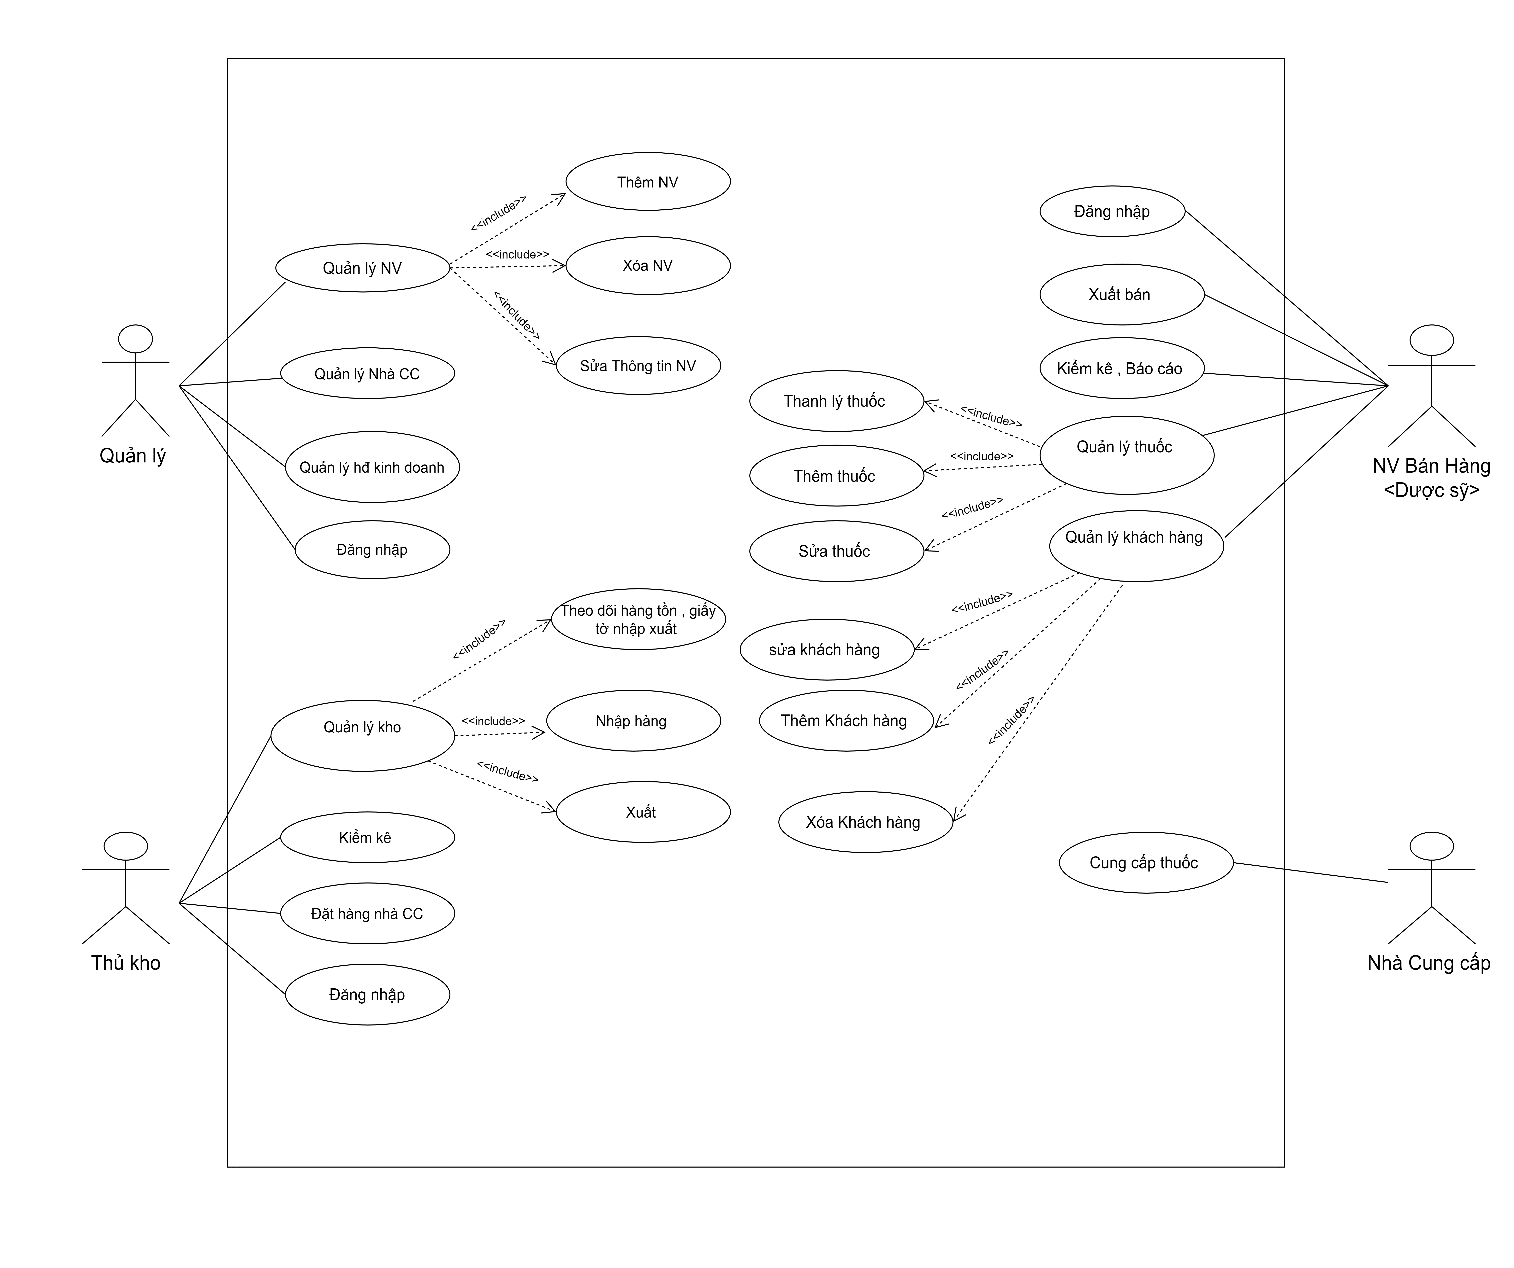 Thêm NV
<<include>>
Đăng nhập
<<include>>
Xóa NV
Quản lý NV
Xuất bán
<<include>>
Sửa Thông tin NV
Kiểm kê , Báo cáo
Quản lý Nhà CC
Thanh lý thuốc
<<include>>
Quản lý thuốc
Quản lý
<<include>>
Quản lý hđ kinh doanh
NV Bán Hàng
<Dược sỹ>
Thêm thuốc
<<include>>
Quản lý khách hàng
Đăng nhập
Sửa thuốc
Theo dõi hàng tồn , giấy
tờ nhập xuất
<<include>>
<<include>>
sửa khách hàng
<<include>>
Quản lý kho
<<include>>
Nhập hàng
Thêm Khách hàng
<<include>>
<<include>>
Xuất
Xóa Khách hàng
Kiểm kê
Cung cấp thuốc
Đặt hàng nhà CC
Thủ kho
Nhà Cung cấp
Đăng nhập